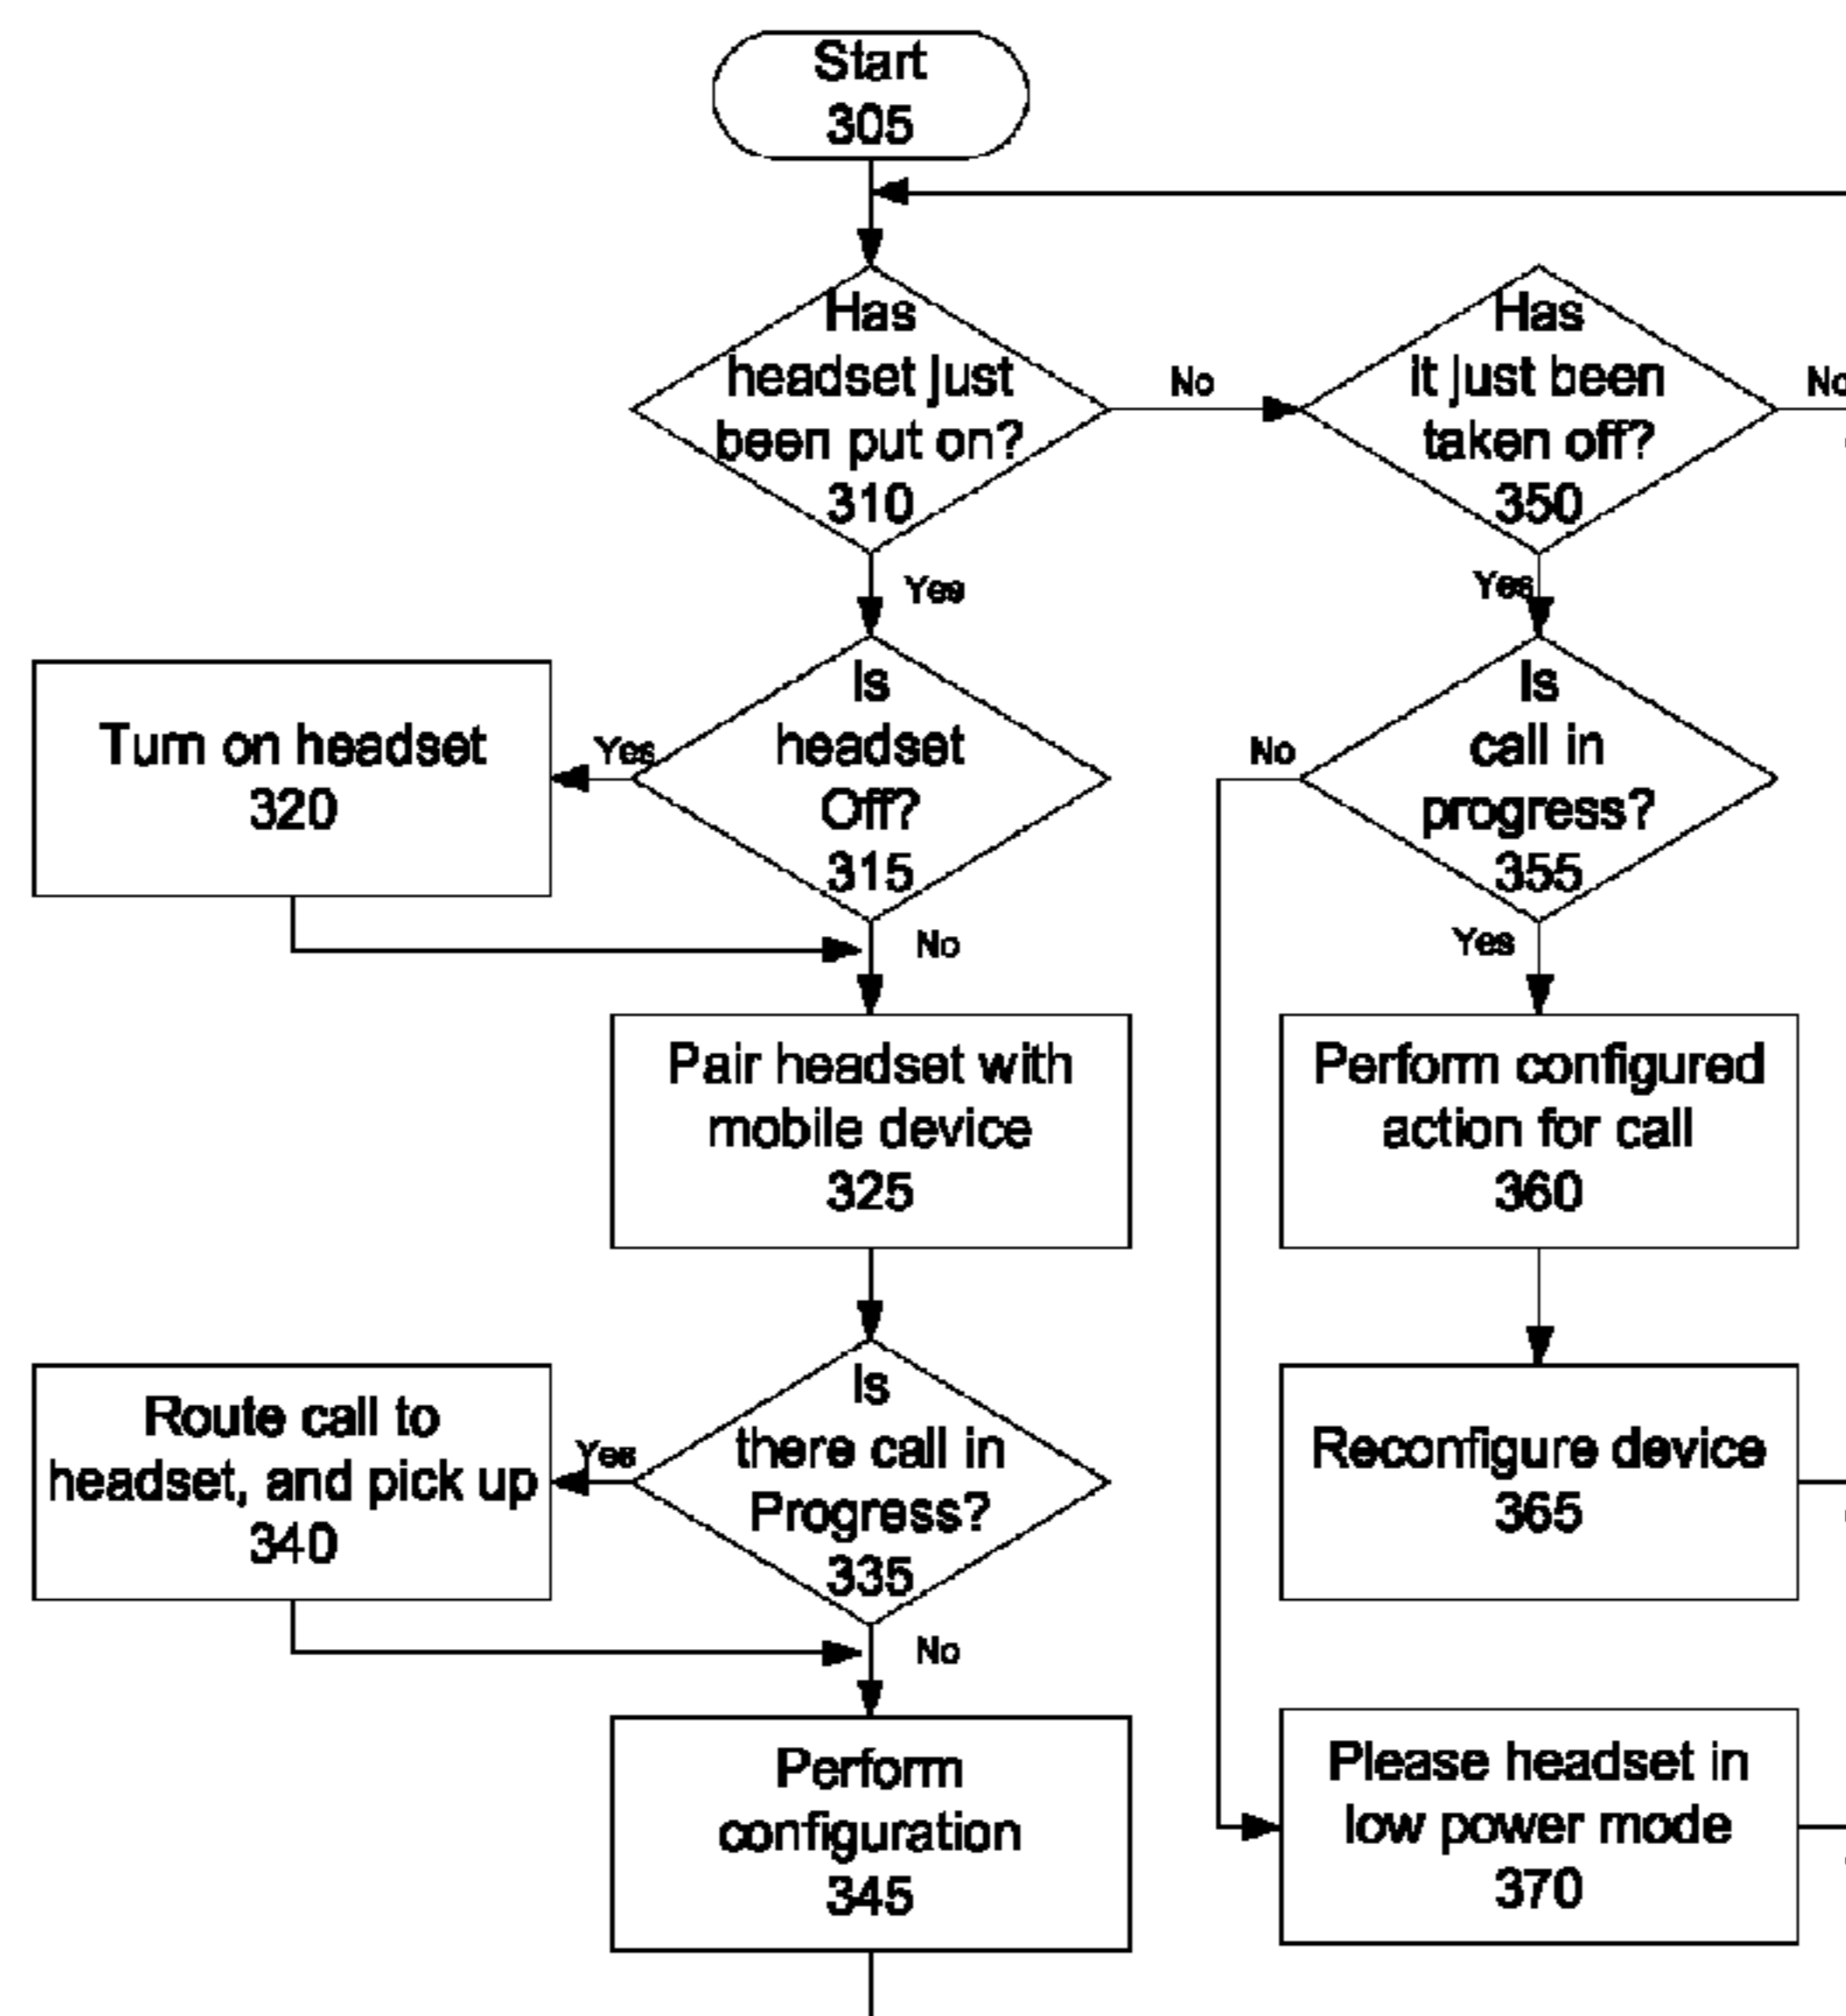 Start
305
Has
headset just
been put on?
310
No
Has
it just been
taken off?
350
No
Yes
Yes
Turn on headset
320
Yes
Is
headset
Off?
315
No
No
Is
call in
progress?
355
Yes
Pair headset with
mobile device
325
Perform configured
action for call
360
Route call to
headset, and pick up
340
Yes
Is
there call in
Progress?
335
No
Reconfigure device
365
Perform
configuration
345
Please headset in
low power mode
370